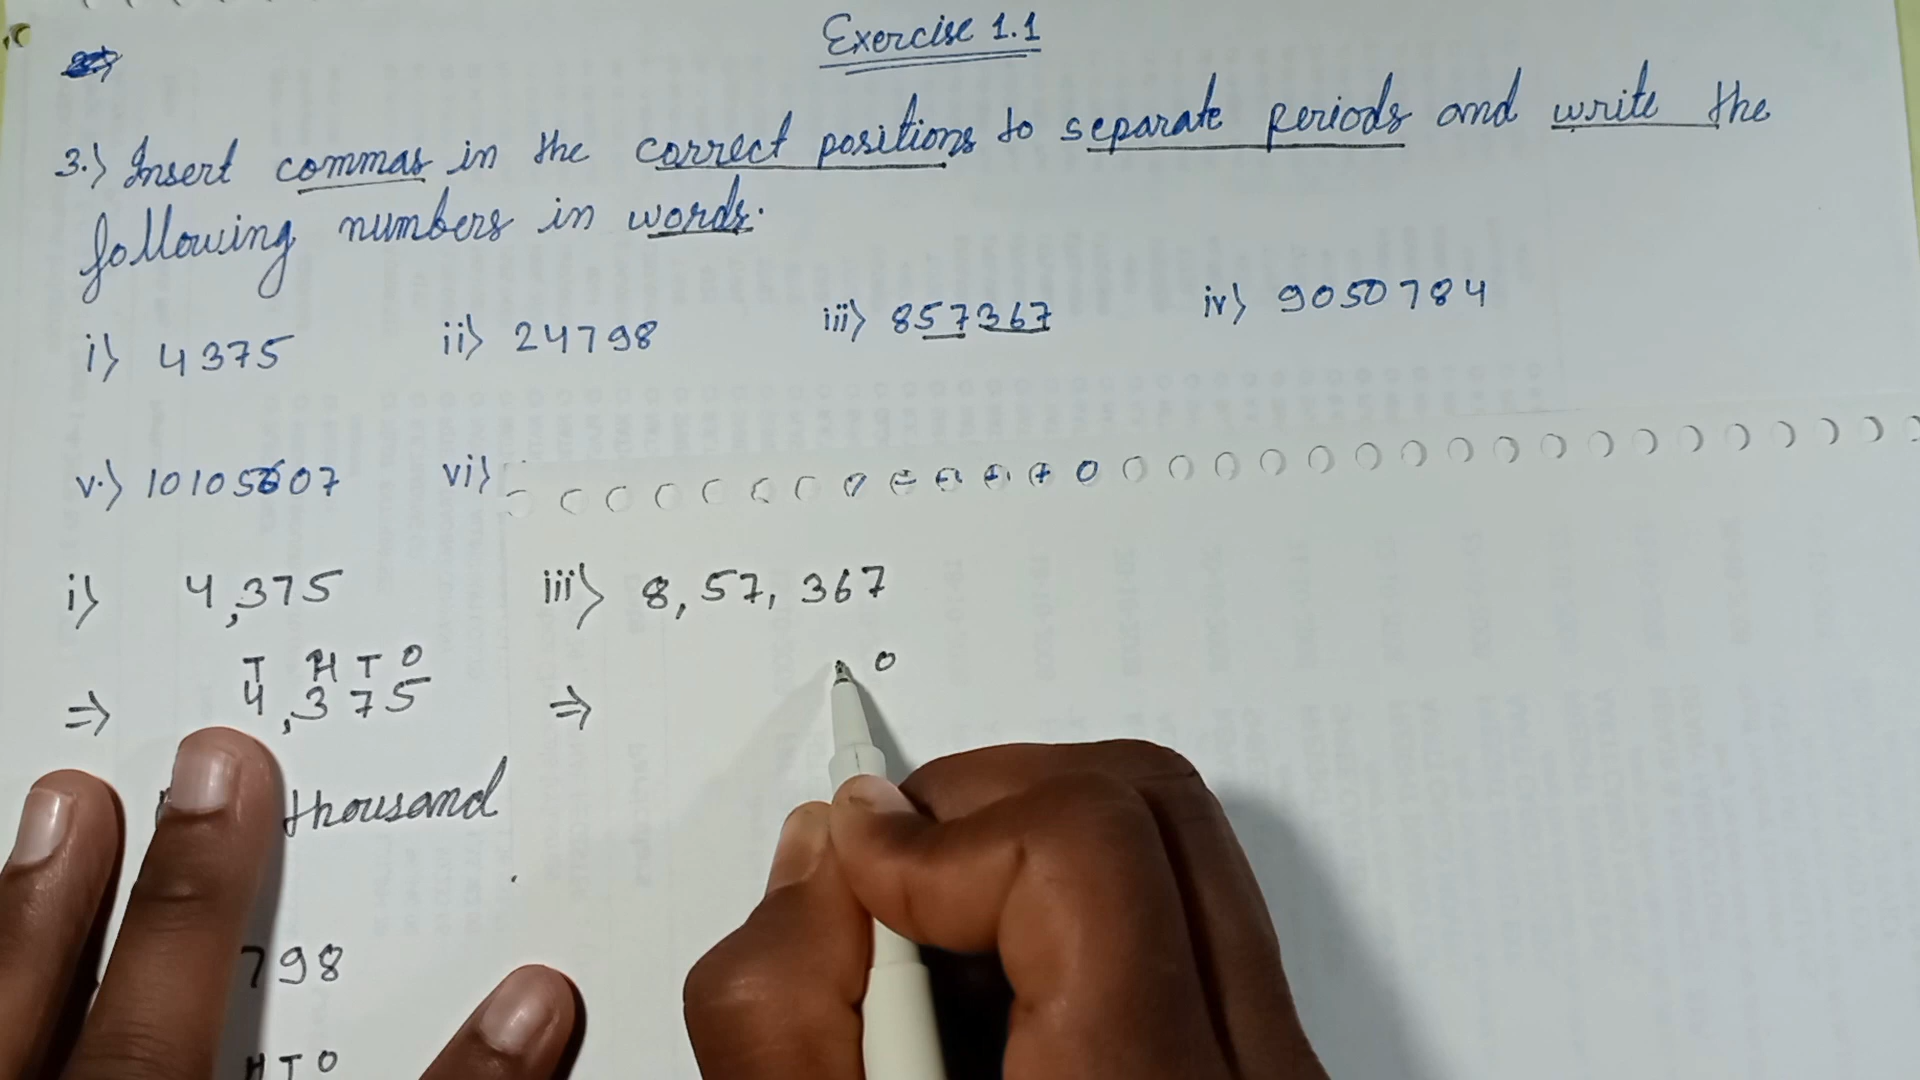 Exercise 1.1
3.) Insert commas in the correct positions to separate periods and write the
following numbers in words.
i) 4375 ii) 24798 iii) 857367 iv) 9050784
v.) 10105607 vi)
i) 4,375 iii) 8,57,367
T H T O O
⇒ 4,375 ⇒
thousand
798
H T O